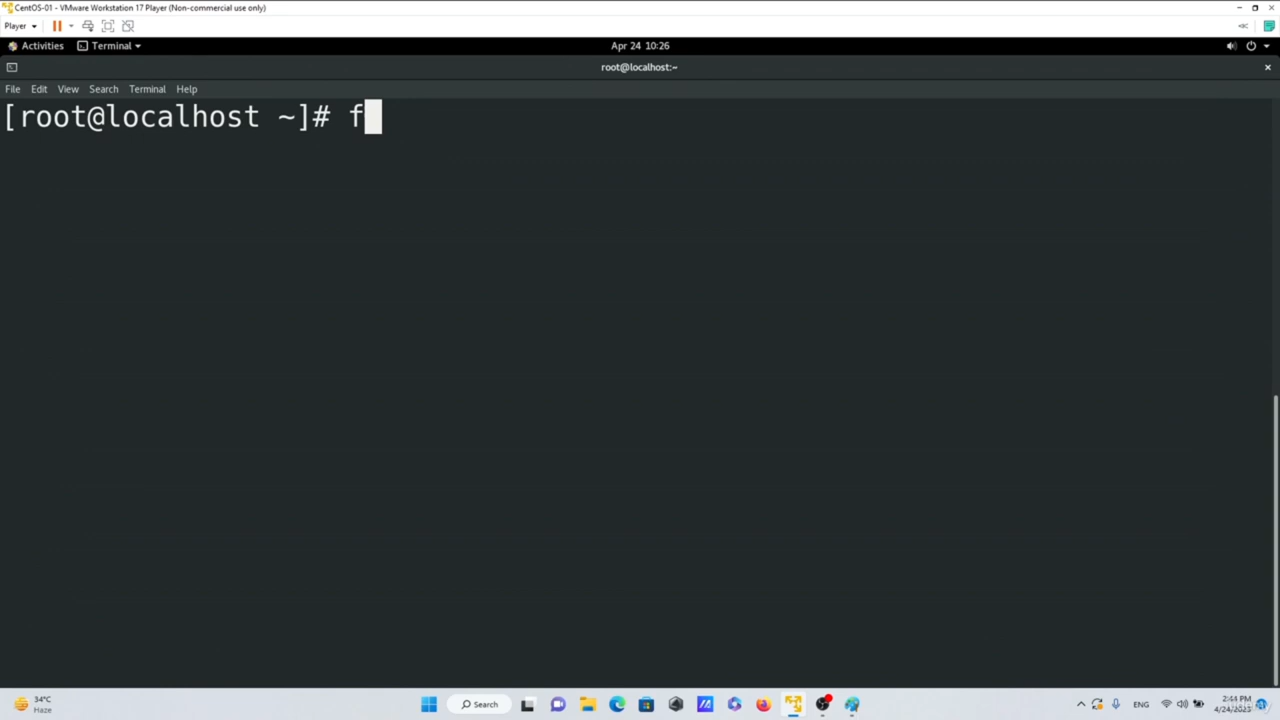 CentOS-01 - VMware Workstation 17 Player (Non-commercial use only)
Player
Activities Terminal Apr 24 10:26
root@localhost:~
File Edit View Search Terminal Help
[root@localhost ~]# f
34°C
Haze
Search
ENG
2:44 PM
4/24/2023